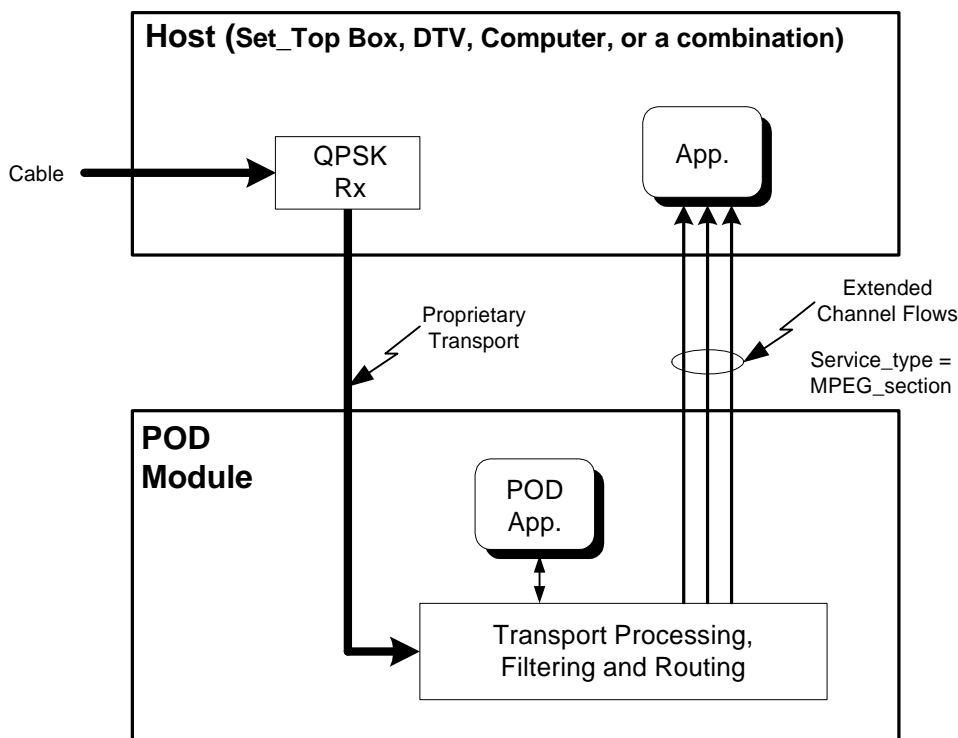 Host (Set_Top Box, DTV, Computer, or a combination)
Cable
QPSK
Rx
App.
Proprietary
Transport
Extended
Channel Flows
Service_type =
MPEG_section
POD
Module
POD
App.
Transport Processing,
Filtering and Routing